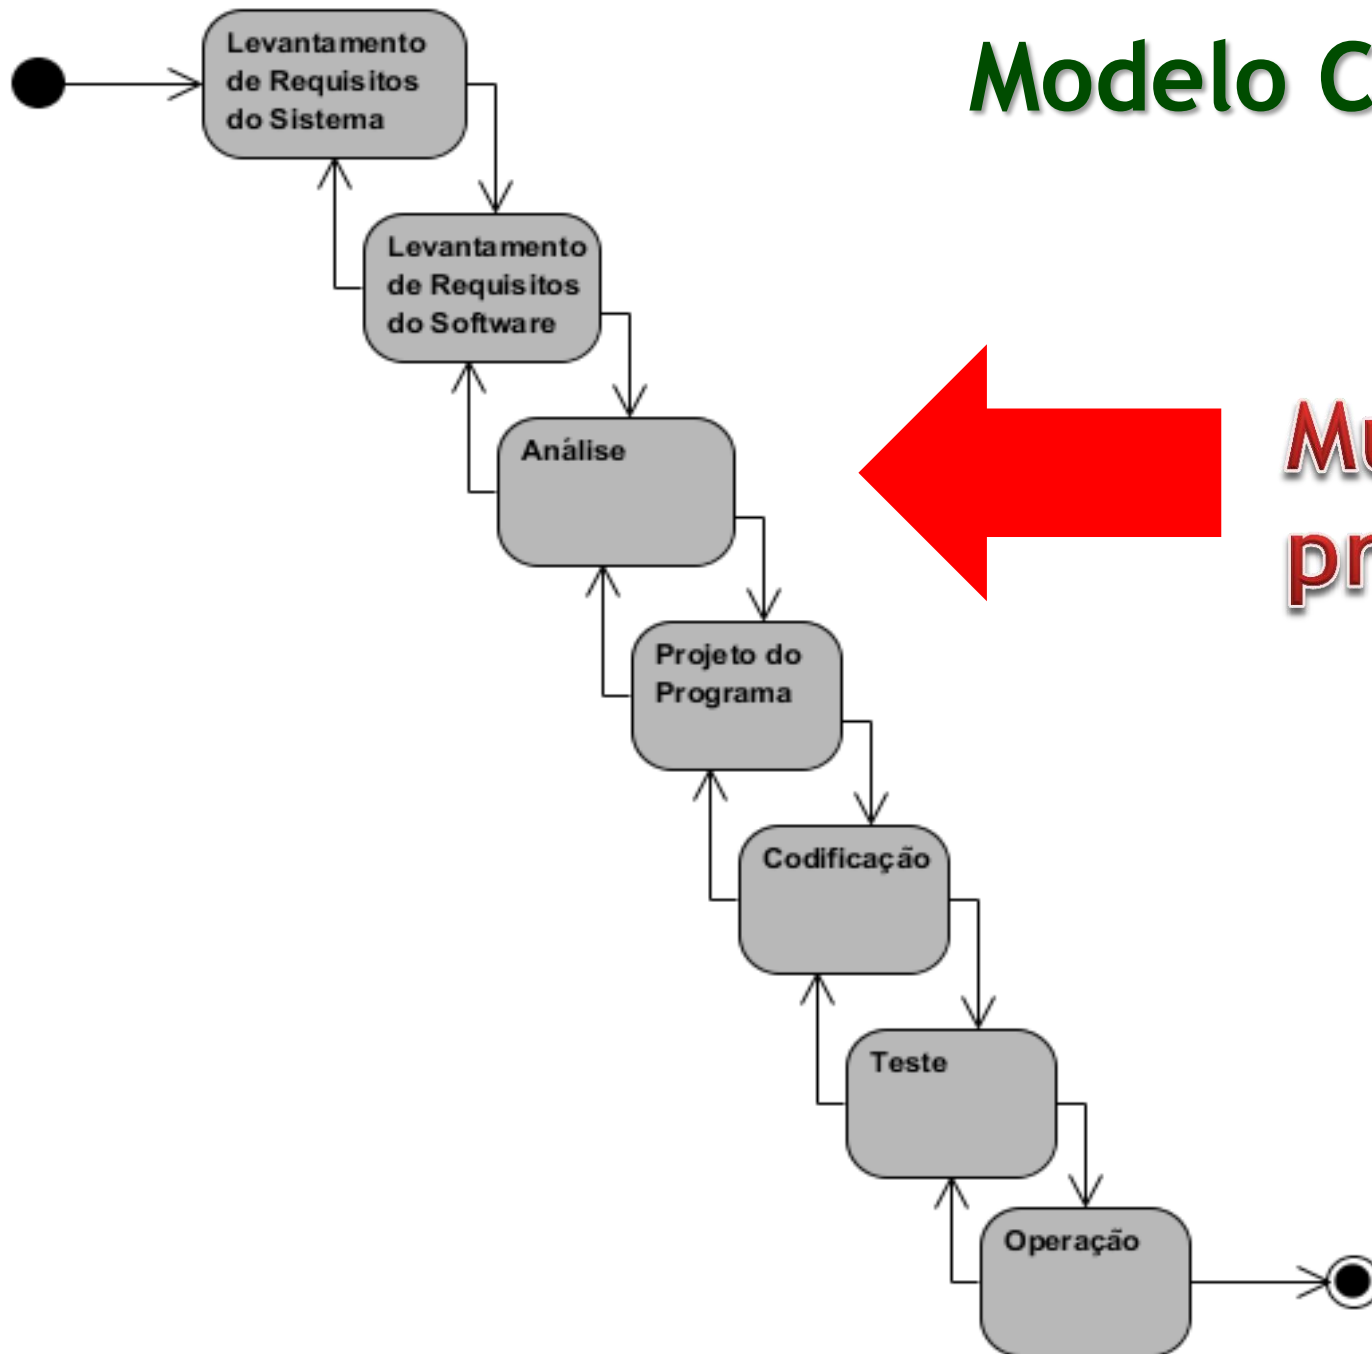 Modelo C
Levantamento
de Requisitos
do Sistema
Levantamento
de Requisitos
do Software
Análise
Projeto do
Programa
Codificação
Teste
Operação